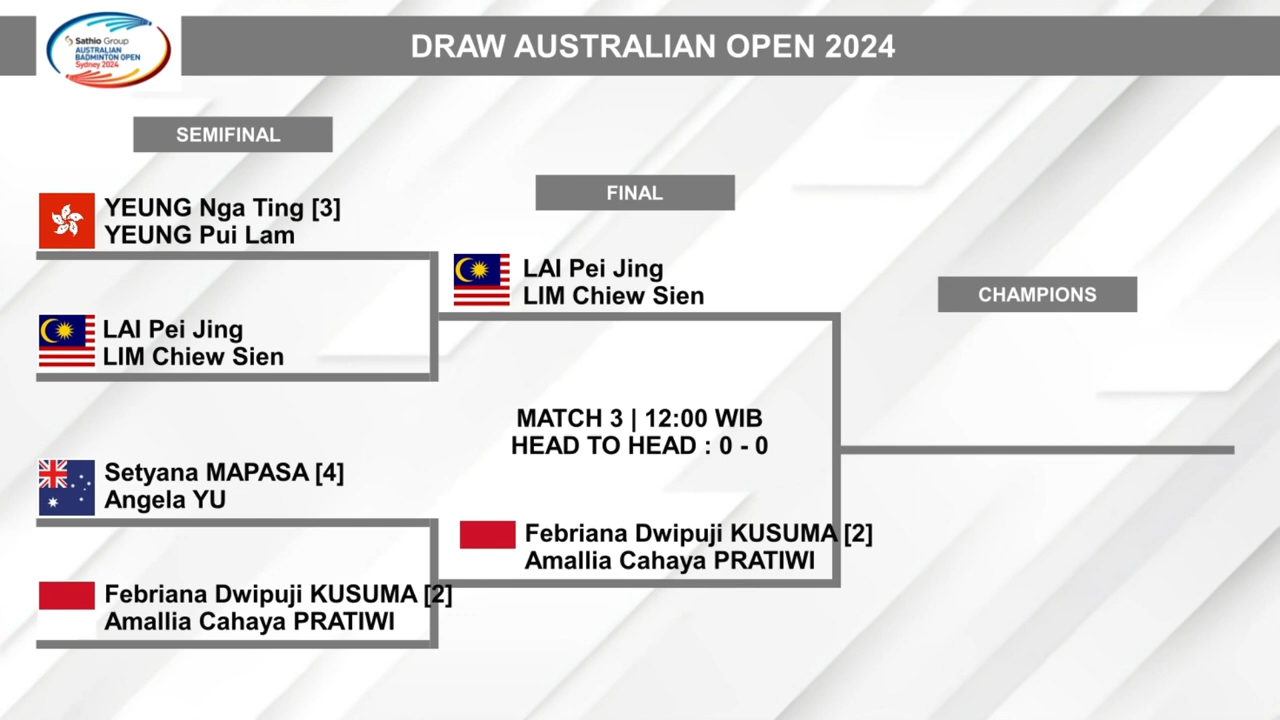 Sathio Group
AUSTRALIAN
BADMINTON OPEN
Sydney 2024
DRAW AUSTRALIAN OPEN 2024
SEMIFINAL
YEUNG Nga Ting [3]
YEUNG Pui Lam
LAI Pei Jing
LIM Chiew Sien
Setyana MAPASA [4]
Angela YU
Febriana Dwipuji KUSUMA [2]
Amallia Cahaya PRATIWI
FINAL
LAI Pei Jing
LIM Chiew Sien
MATCH 3 | 12:00 WIB
HEAD TO HEAD : 0 - 0
Febriana Dwipuji KUSUMA [2]
Amallia Cahaya PRATIWI
CHAMPIONS